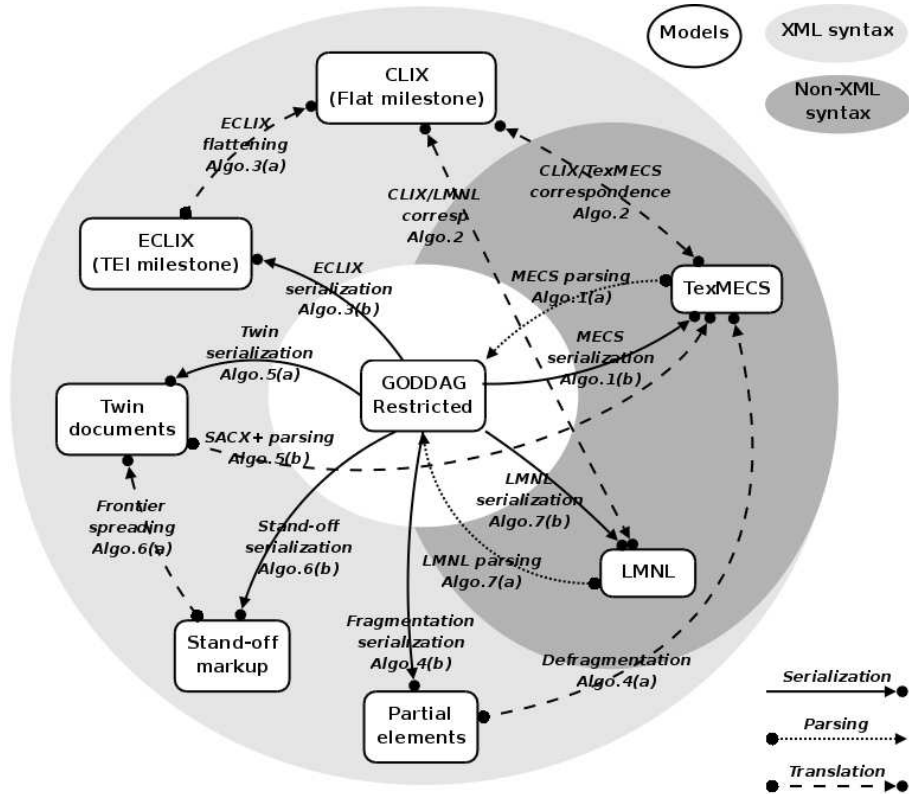 Models
XML syntax
Non-XML
syntax
CLIX
(Flat milestone)
ECLIX
flattening
Algo.3(a)
CLIX/LMNL
corresp
Algo.2
CLIX/TexMECS
correspondence
Algo.2
ECLIX
(TEI milestone)
ECLIX
serialization
Algo.3(b)
MECS parsing
Algo.1(a)
TexMECS
Twin
serialization
Algo.5(a)
MECS
serialization
Algo.1(b)
GODDAG
Restricted
Twin
documents
SACX+ parsing
Algo.5(b)
Frontier
spreading
Algo.6(a)
Stand-off
serialization
Algo.6(b)
LMNL
serialization
Algo.7(b)
LMNL parsing
Algo.7(a)
LMNL
Stand-off
markup
Fragmentation
serialization
Algo.4(b)
Defragmentation
Algo.4(a)
Partial
elements
Serialization
Parsing
Translation